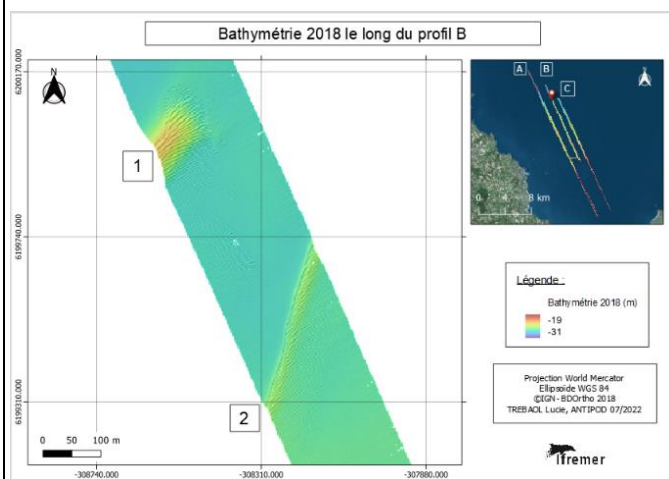 Bathymétrie 2018 le long du profil B
6200170.000
6199740.000
6199310.000
N
1
2
0 50 100 m
-308740.000
-308310.000
-307880.000
A
B
C
N
0 4 8 km
Légende :
Bathymétrie 2018 (m)
-19
-31
Projection World Mercator
Ellipsoïde WGS 84
©IGN-BDOrtho 2018
TREBAOL Lucie, ANTIPOD 07/2022
Ifremer